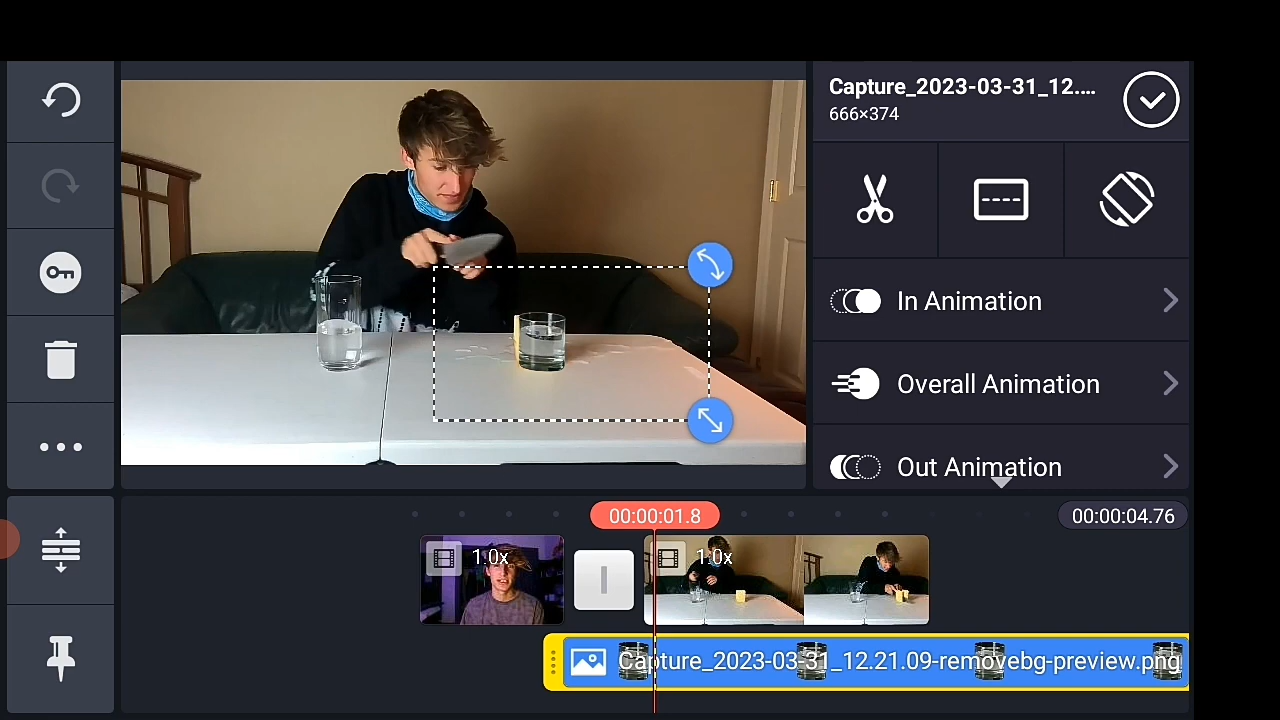 Capture_2023-03-31_12.…
666×374
In Animation
Overall Animation
Out Animation
00:00:01.8
00:00:04.76
1.0x
1.0x
Capture_2023-03-31_12.21.09-removebg-preview.png